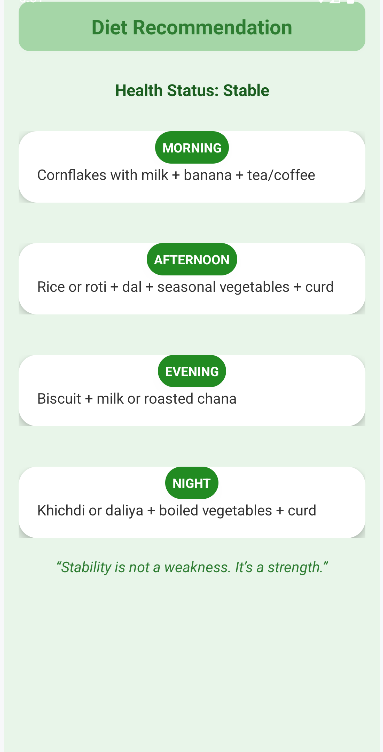 Diet Recommendation
Health Status: Stable
MORNING
Cornflakes with milk + banana + tea/coffee
AFTERNOON
Rice or roti + dal + seasonal vegetables + curd
EVENING
Biscuit + milk or roasted chana
NIGHT
Khichdi or daliya + boiled vegetables + curd
“Stability is not a weakness. It’s a strength.”